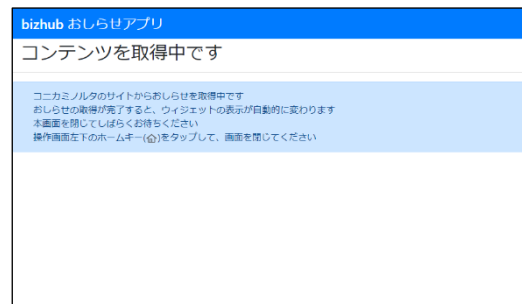 bizhub おしらせアプリ
コンテンツを取得中です
コニカミノルタのサイトからおしらせを取得中です
おしらせの取得が完了すると、ウィジェットの表示が自動的に変わります
本画面を閉じてしばらくお待ちください
操作画面左下のホームキー(⌂)をタップして、画面を閉じてください